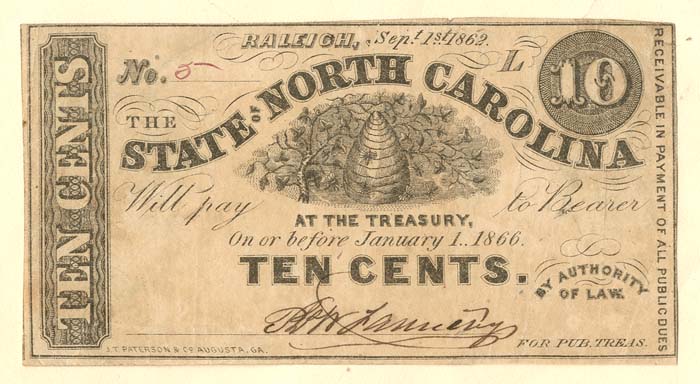 RALEIGH, Sept. 1st 1862.
No. 5
L
10
THE
STATE OF NORTH CAROLINA
Will pay to Bearer
AT THE TREASURY,
On or before January 1.. 1866.
TEN CENTS.
BY AUTHORITY
OF LAW.
FOR PUB. TREAS.
J.T. PATERSON & CO AUGUSTA, GA.
TEN CENTS
RECEIVABLE IN PAYMENT OF ALL PUBLIC DUES